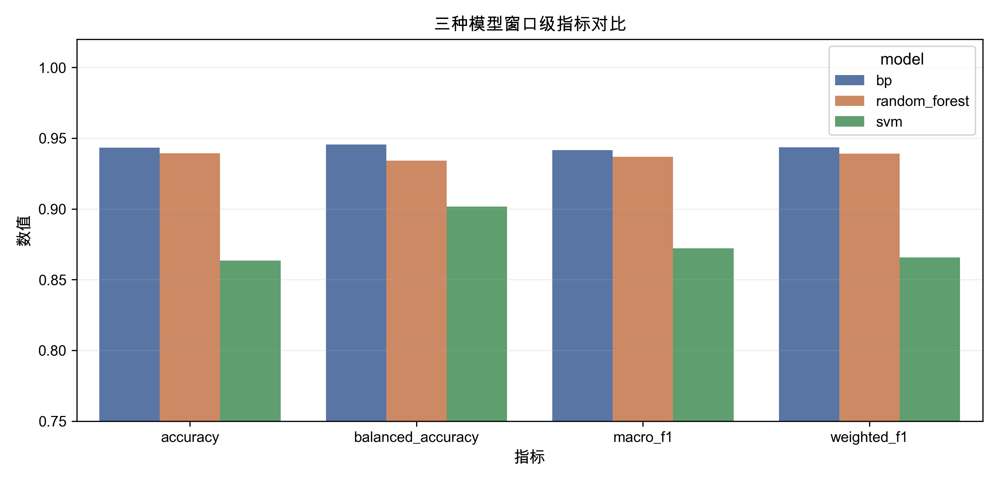 三种模型窗口级指标对比
model
bp
random_forest
svm
数值
1.00
0.95
0.90
0.85
0.80
0.75
accuracy
balanced_accuracy
macro_f1
weighted_f1
指标